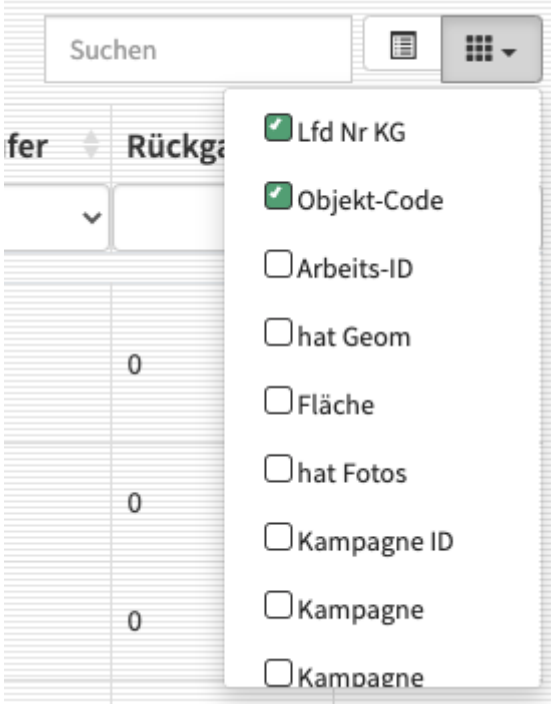 Suchen
fer
Rückga
Lfd Nr KG
Objekt-Code
Arbeits-ID
hat Geom
0
Fläche
hat Fotos
0
Kampagne ID
Kampagne
0
Kampagne